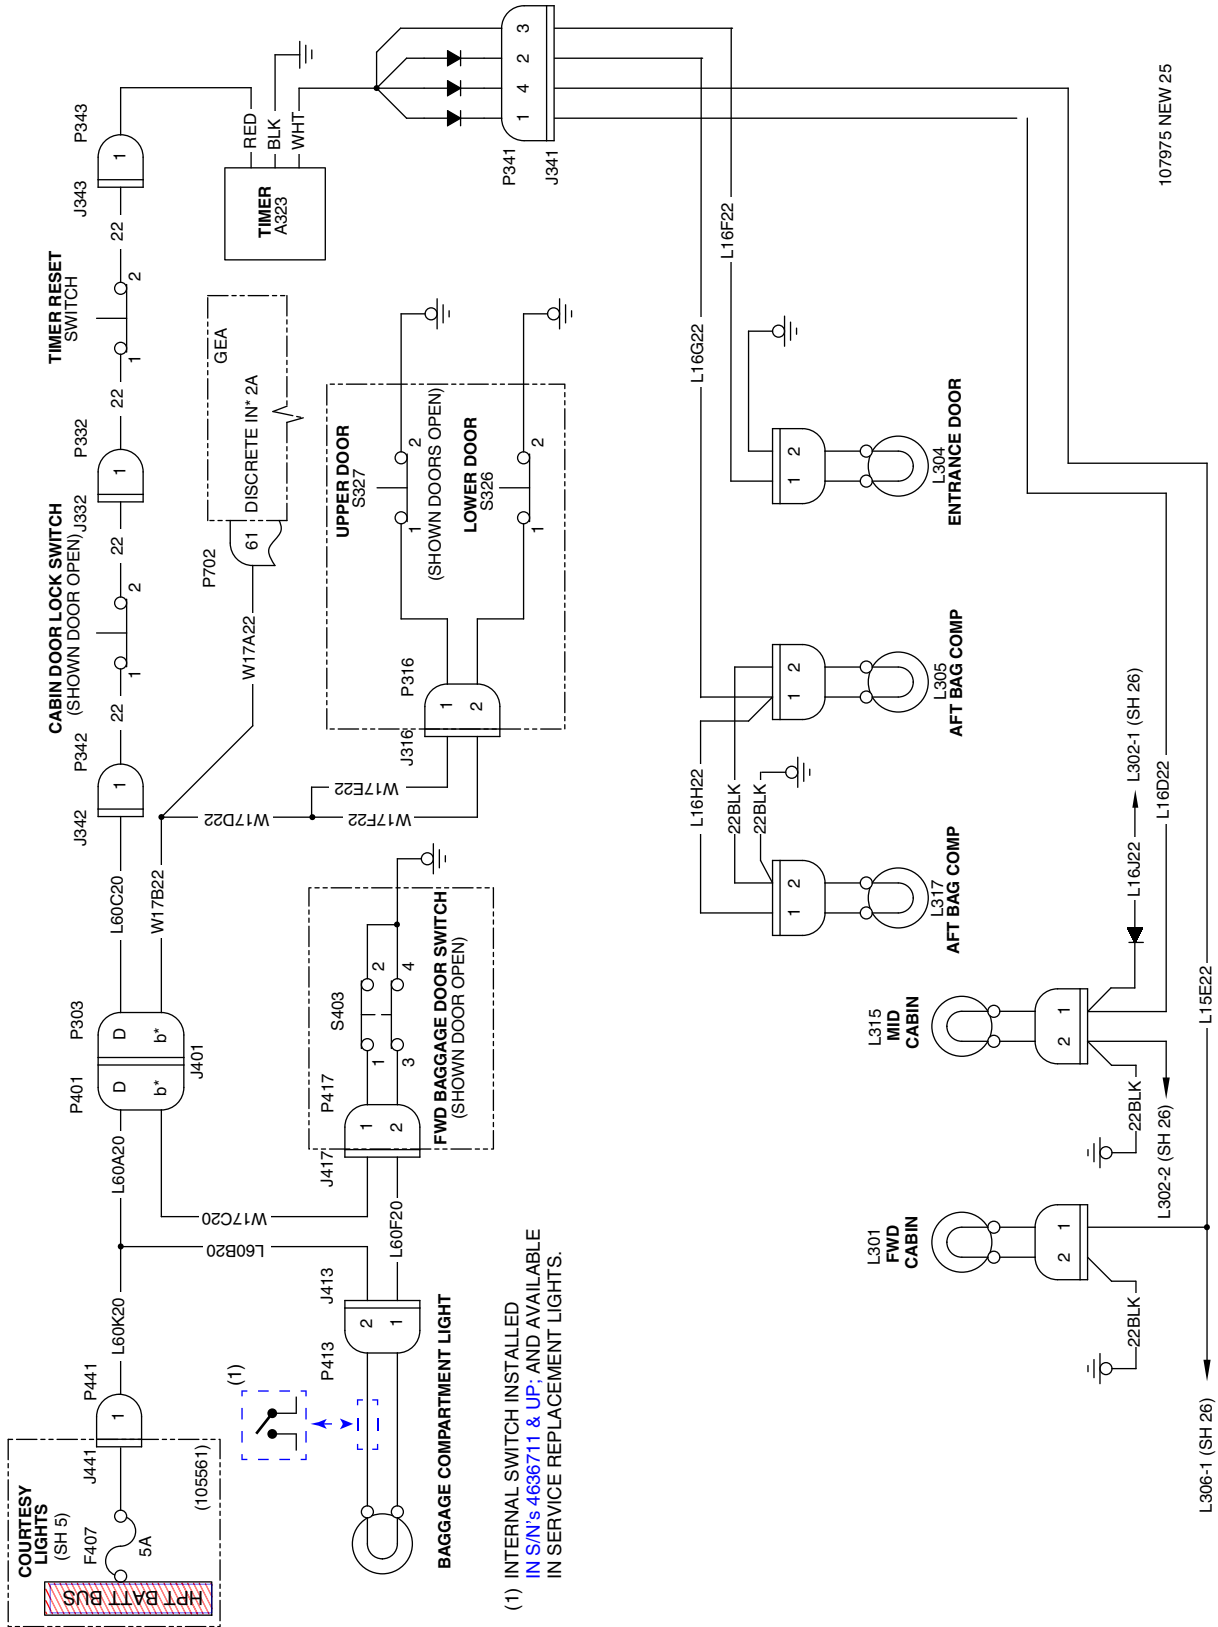 COURTESY
LIGHTS
(SH 5)
F407
5A
HPT BATT BUS
(105561)
J441
P441
1
L60K20
L60A20
P401
D
b*
P303
D
b*
J401
L60C20
W17B22
J342
P342
1
22
CABIN DOOR LOCK SWITCH
(SHOWN DOOR OPEN)
1
2
22
J332
P332
1
22
TIMER RESET
SWITCH
1
2
22
J343
P343
1
RED
BLK
WHT
TIMER
A323
P702
61
GEA
DISCRETE IN* 2A
W17A22
W17D22
W17E22
W17F22
J316
P316
1
2
UPPER DOOR
S327
1
2
(SHOWN DOORS OPEN)
LOWER DOOR
S326
1
2
W17C20
L60B20
J417
P417
1
2
S403
1
2
3
4
FWD BAGGAGE DOOR SWITCH
(SHOWN DOOR OPEN)
L60F20
J413
P413
2
1
(1)
BAGGAGE COMPARTMENT LIGHT
(1) INTERNAL SWITCH INSTALLED
IN S/N's 4636711 & UP; AND AVAILABLE
IN SERVICE REPLACEMENT LIGHTS.
P341
J341
1
4
2
3
L16G22
L16F22
1
2
L304
ENTRANCE DOOR
1
2
L305
AFT BAG COMP
L16H22
22BLK
22BLK
1
2
L317
AFT BAG COMP
L315
MID
CABIN
2
1
22BLK
L302-2 (SH 26)
L16J22
L302-1 (SH 26)
L16D22
L301
FWD
CABIN
2
1
22BLK
L15E22
L306-1 (SH 26)
107975 NEW 25